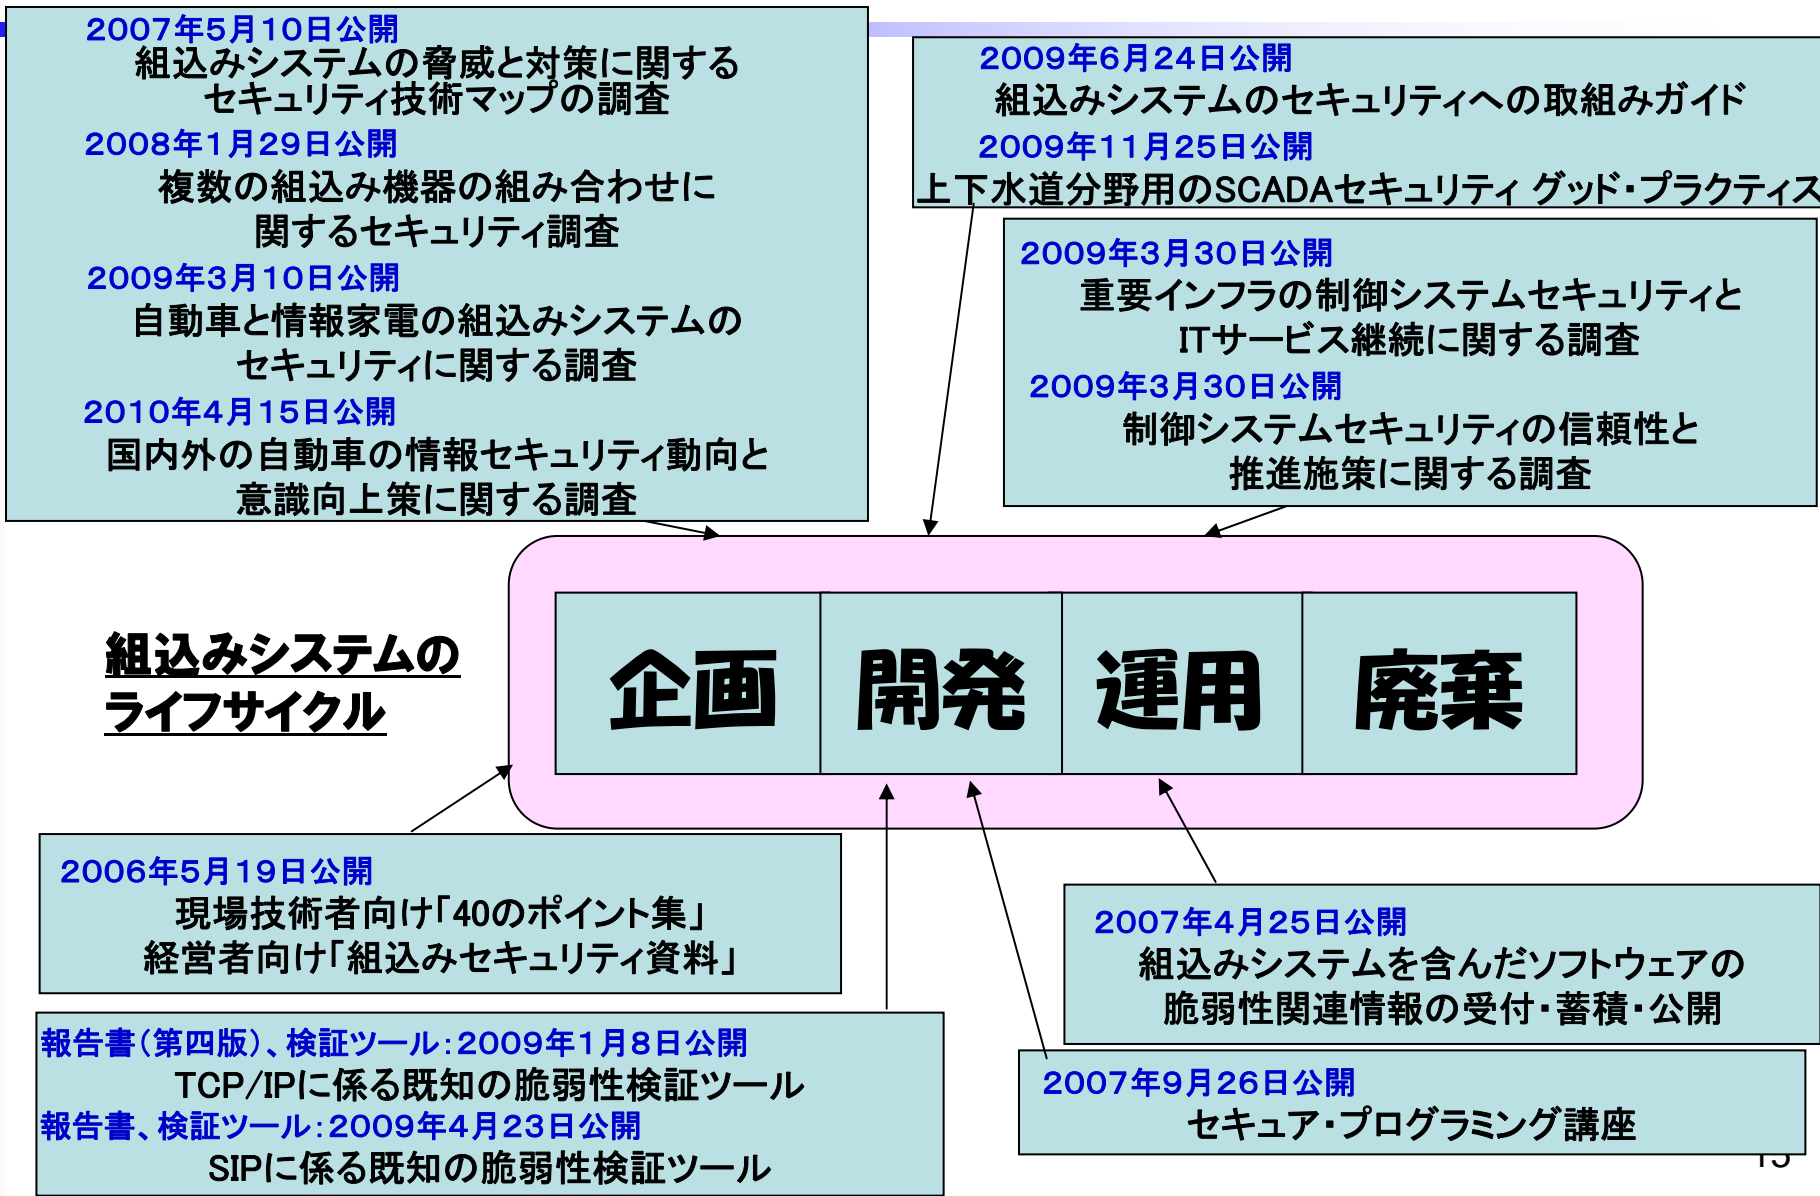 2007年5月10日公開
組込みシステムの脅威と対策に関する
セキュリティ技術マップの調査
2008年1月29日公開
複数の組込み機器の組み合わせに
関するセキュリティ調査
2009年3月10日公開
自動車と情報家電の組込みシステムの
セキュリティに関する調査
2010年4月15日公開
国内外の自動車の情報セキュリティ動向と
意識向上策に関する調査
2009年6月24日公開
組込みシステムのセキュリティへの取組みガイド
2009年11月25日公開
上下水道分野用のSCADAセキュリティ グッド・プラクティス
2009年3月30日公開
重要インフラの制御システムセキュリティと
ITサービス継続に関する調査
2009年3月30日公開
制御システムセキュリティの信頼性と
推進施策に関する調査
組込みシステムの
ライフサイクル
企画 開発 運用 廃棄
2006年5月19日公開
現場技術者向け「40のポイント集」
経営者向け「組込みセキュリティ資料」
報告書(第四版)、検証ツール:2009年1月8日公開
TCP/IPに係る既知の脆弱性検証ツール
報告書、検証ツール:2009年4月23日公開
SIPに係る既知の脆弱性検証ツール
2007年4月25日公開
組込みシステムを含んだソフトウェアの
脆弱性関連情報の受付・蓄積・公開
2007年9月26日公開
セキュア・プログラミング講座